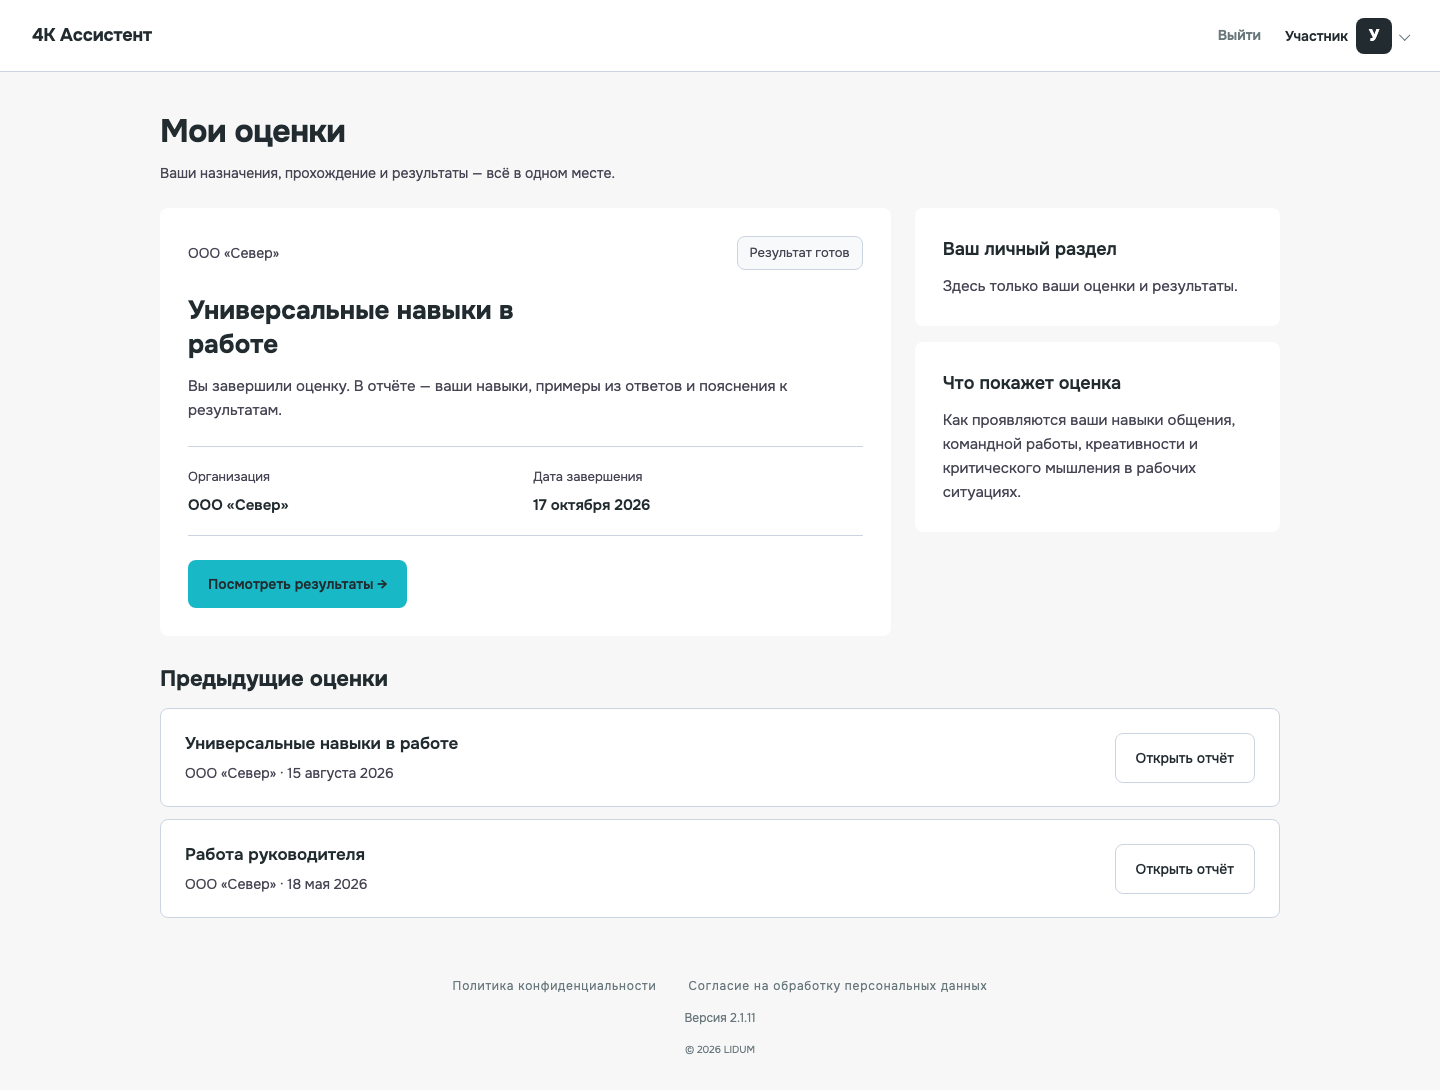 4K Ассистент
Выйти
Участник
У
Мои оценки
Ваши назначения, прохождение и результаты — всё в одном месте.
ООО «Север»
Результат готов
Универсальные навыки в
работе
Вы завершили оценку. В отчёте — ваши навыки, примеры из ответов и пояснения к
результатам.
Организация
ООО «Север»
Дата завершения
17 октября 2026
Посмотреть результаты →
Ваш личный раздел
Здесь только ваши оценки и результаты.
Что покажет оценка
Как проявляются ваши навыки общения,
командной работы, креативности и
критического мышления в рабочих
ситуациях.
Предыдущие оценки
Универсальные навыки в работе
ООО «Север» · 15 августа 2026
Открыть отчёт
Работа руководителя
ООО «Север» · 18 мая 2026
Открыть отчёт
Политика конфиденциальности
Согласие на обработку персональных данных
Версия 2.1.11
© 2026 LIDUM